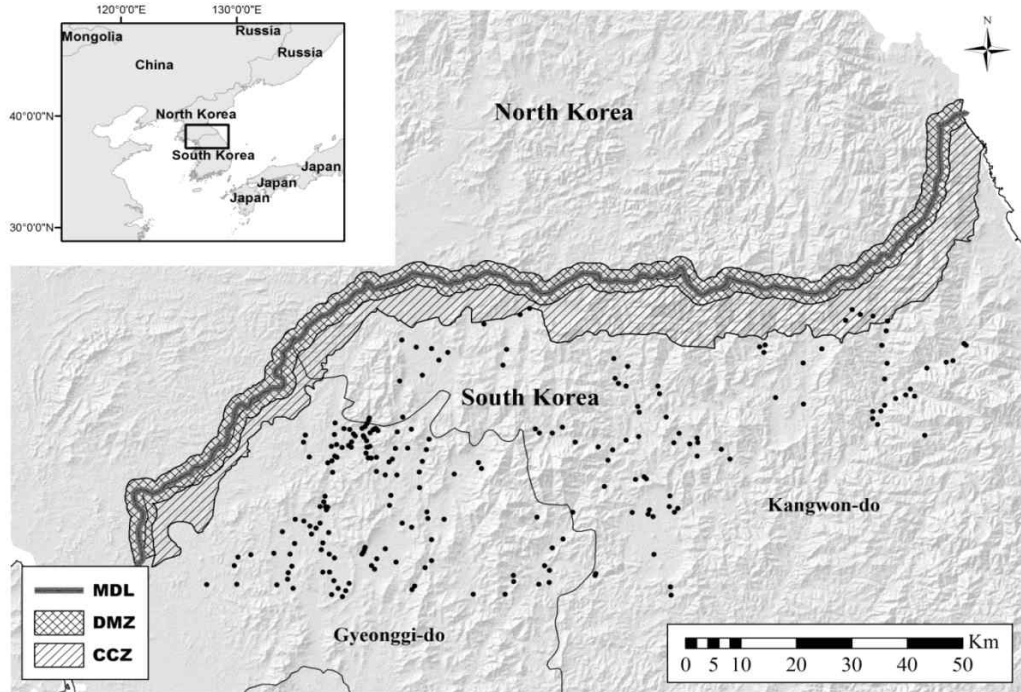 120°0'0"E
130°0'0"E
Mongolia
Russia
Russia
China
40°0'0"N
North Korea
South Korea
Japan
Japan
Japan
30°0'0"N
N
North Korea
South Korea
Kangwon-do
Gyeonggi-do
MDL
DMZ
CCZ
Km
0 5 10 20 30 40 50